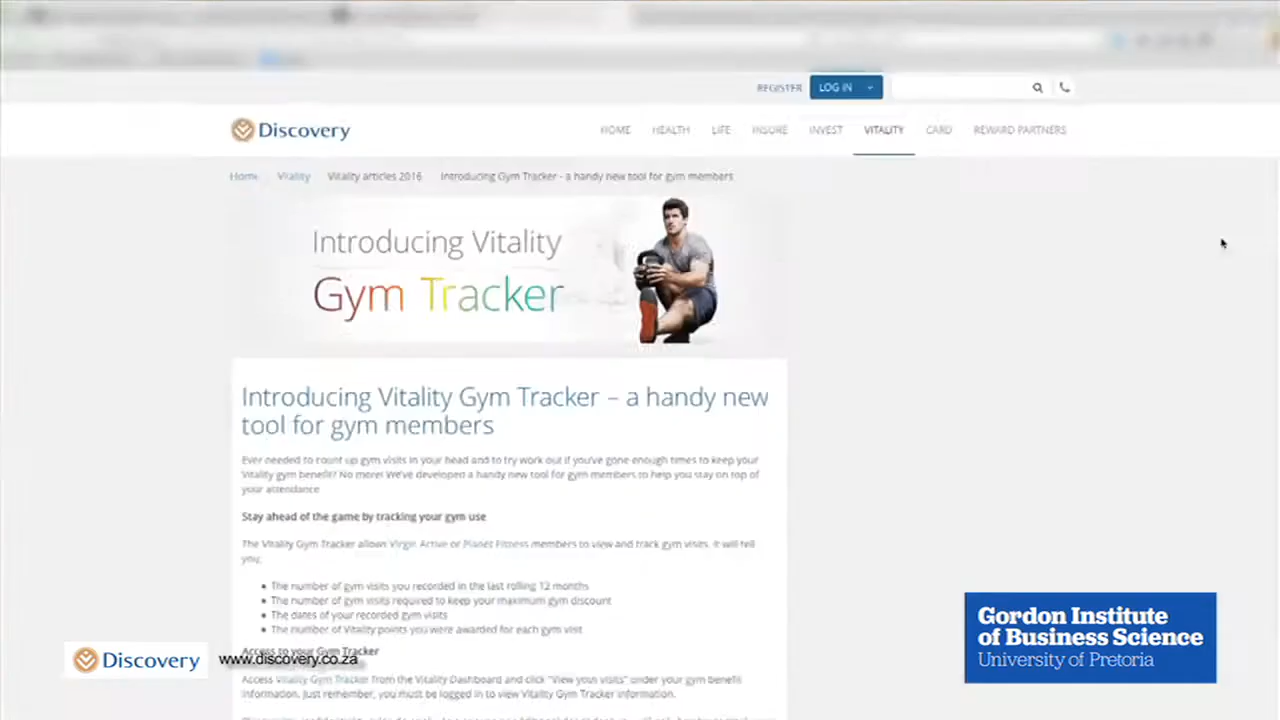 REGISTER
LOG IN
Discovery
HOME HEALTH LIFE INSURE INVEST VITALITY CARD REWARD PARTNERS
Home Vitality Vitality articles 2016 Introducing Gym Tracker - a handy new tool for gym members
Introducing Vitality
Gym Tracker
Introducing Vitality Gym Tracker – a handy new
tool for gym members
Ever needed to count up gym visits in your head and to try work out if you've gone enough times to keep your
Vitality gym benefit? No more! We've developed a handy new tool for gym members to help you stay on top of
your attendance
Stay ahead of the game by tracking your gym use
The Vitality Gym Tracker allows Virgin Active or Planet Fitness members to view and track gym visits. It will tell
you:
• The number of gym visits you recorded in the last rolling 12 months
• The number of gym visits required to keep your maximum gym discount
• The dates of your recorded gym visits
• The number of Vitality points you were awarded for each gym visit
Access to your Gym Tracker
Access Vitality Gym Tracker from the Vitality Dashboard and click "View your visits" under your gym benefit
information. Just remember, you must be logged in to view Vitality Gym Tracker information.
Discovery www.discovery.co.za
Gordon Institute
of Business Science
University of Pretoria